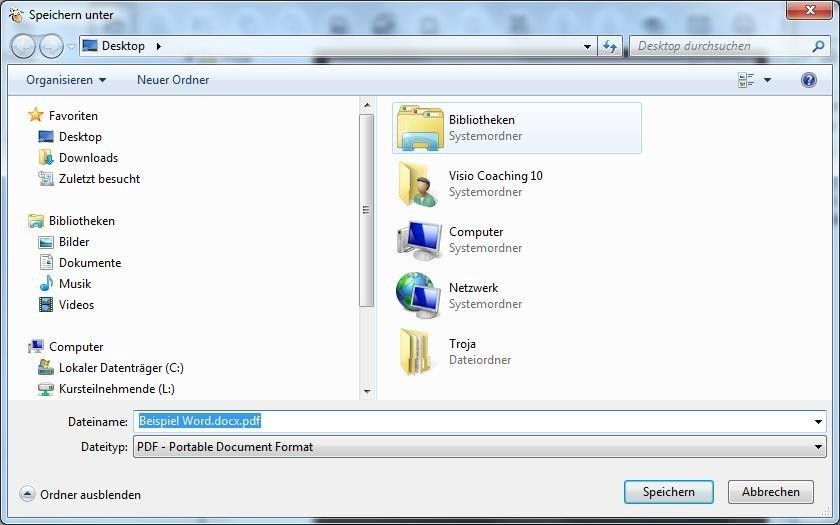 Speichern unter
Desktop
Desktop durchsuchen
Organisieren
Neuer Ordner
Favoriten
Desktop
Downloads
Zuletzt besucht
Bibliotheken
Bilder
Dokumente
Musik
Videos
Computer
Lokaler Datenträger (C:)
Kursteilnehmende (L:)
Bibliotheken
Systemordner
Visio Coaching 10
Systemordner
Computer
Systemordner
Netzwerk
Systemordner
Troja
Dateiordner
Dateiname: Beispiel Word.docx.pdf
Dateityp: PDF - Portable Document Format
Ordner ausblenden
Speichern
Abbrechen